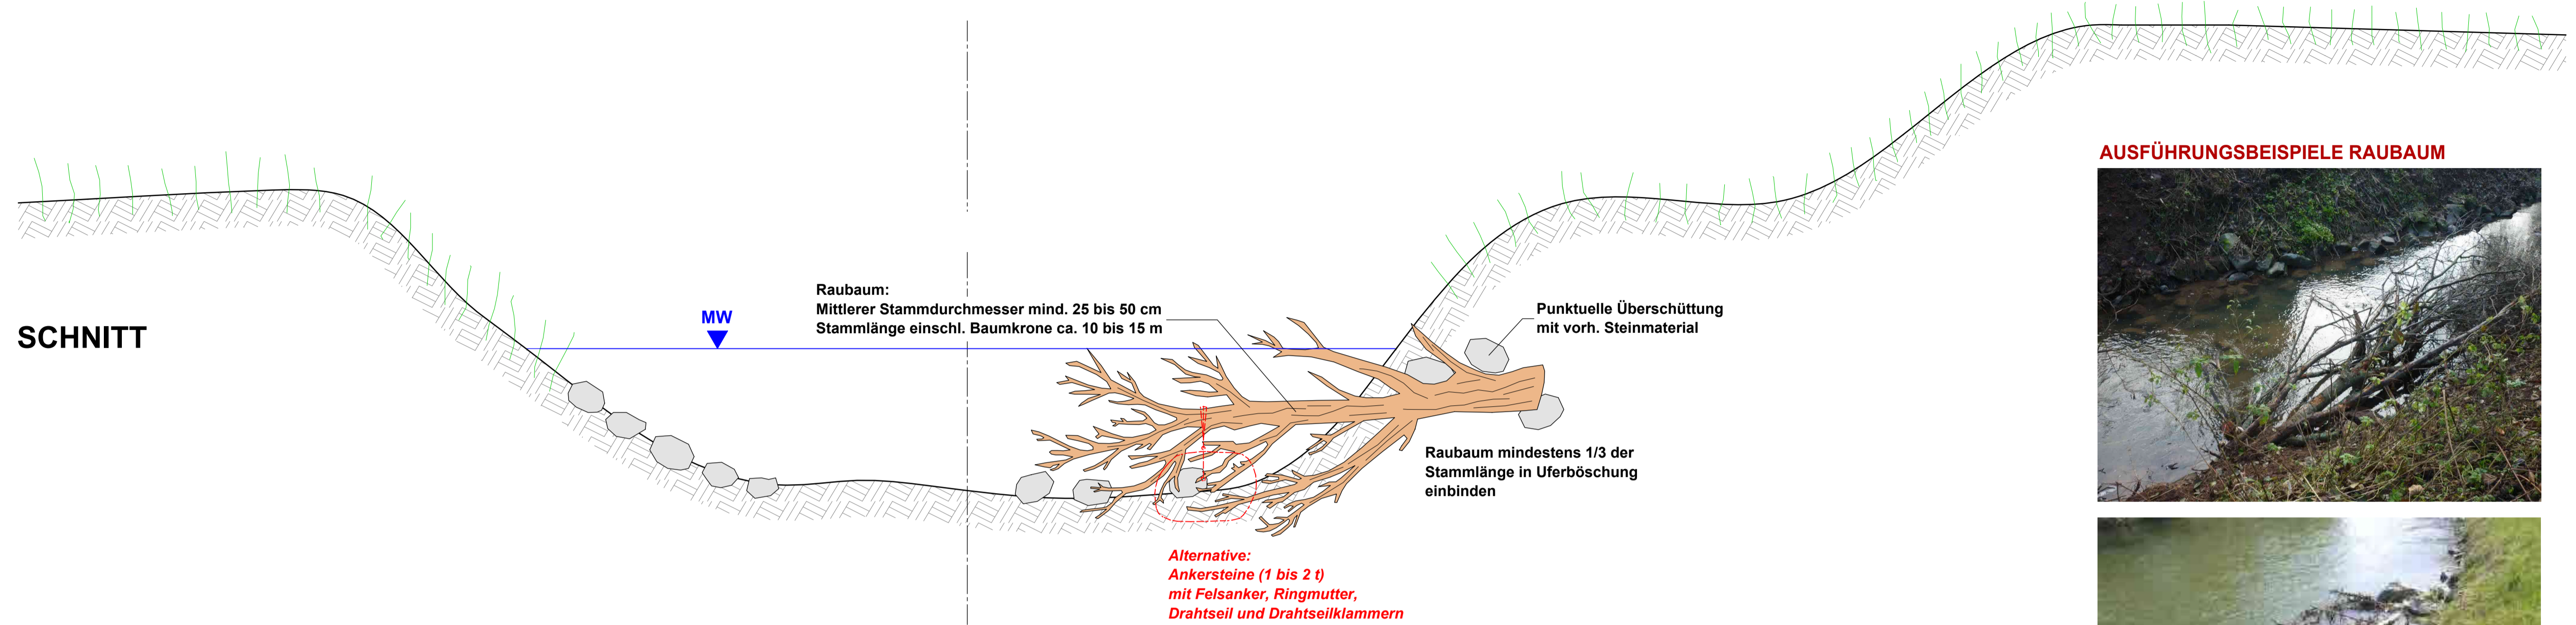 AUSFÜHRUNGSBEISPIELE RAUBAUM
SCHNITT
MW
Raubaum:
Mittlerer Stammdurchmesser mind. 25 bis 50 cm
Stammlänge einschl. Baumkrone ca. 10 bis 15 m
Punktuelle Überschüttung
mit vorh. Steinmaterial
Raubaum mindestens 1/3 der
Stammlänge in Uferböschung
einbinden
Alternative:
Ankersteine (1 bis 2 t)
mit Felsanker, Ringmutter,
Drahtseil und Drahtseilklammern